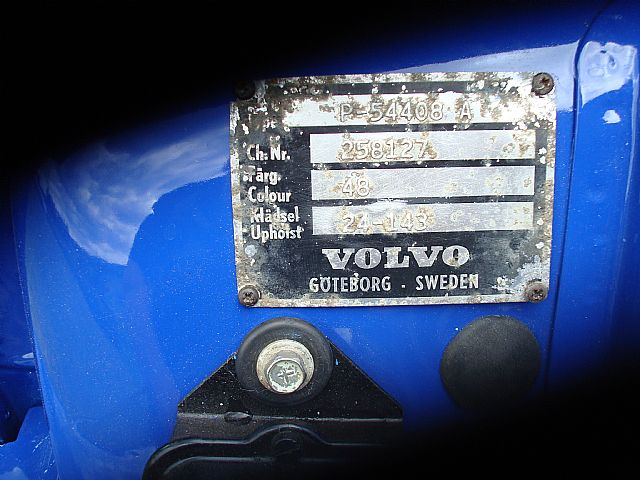 P-54408 A
Ch. Nr. 258127
Färg. Colour 48
Klädsel Upholst 24-143
VOLVO
GÖTEBORG - SWEDEN